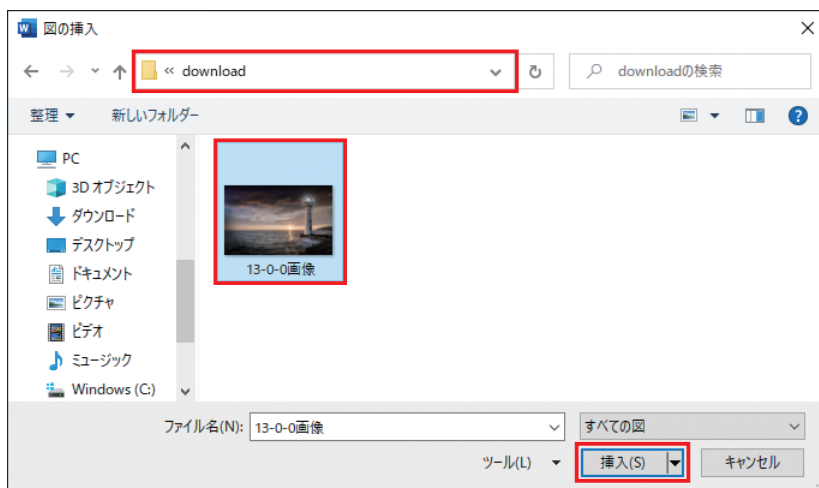 図の挿入
« download
downloadの検索
整理
新しいフォルダー
PC
3D オブジェクト
ダウンロード
デスクトップ
ドキュメント
ピクチャ
ビデオ
ミュージック
Windows (C:)
13-0-0画像
ファイル名(N): 13-0-0画像
すべての図
ツール(L)
挿入(S)
キャンセル